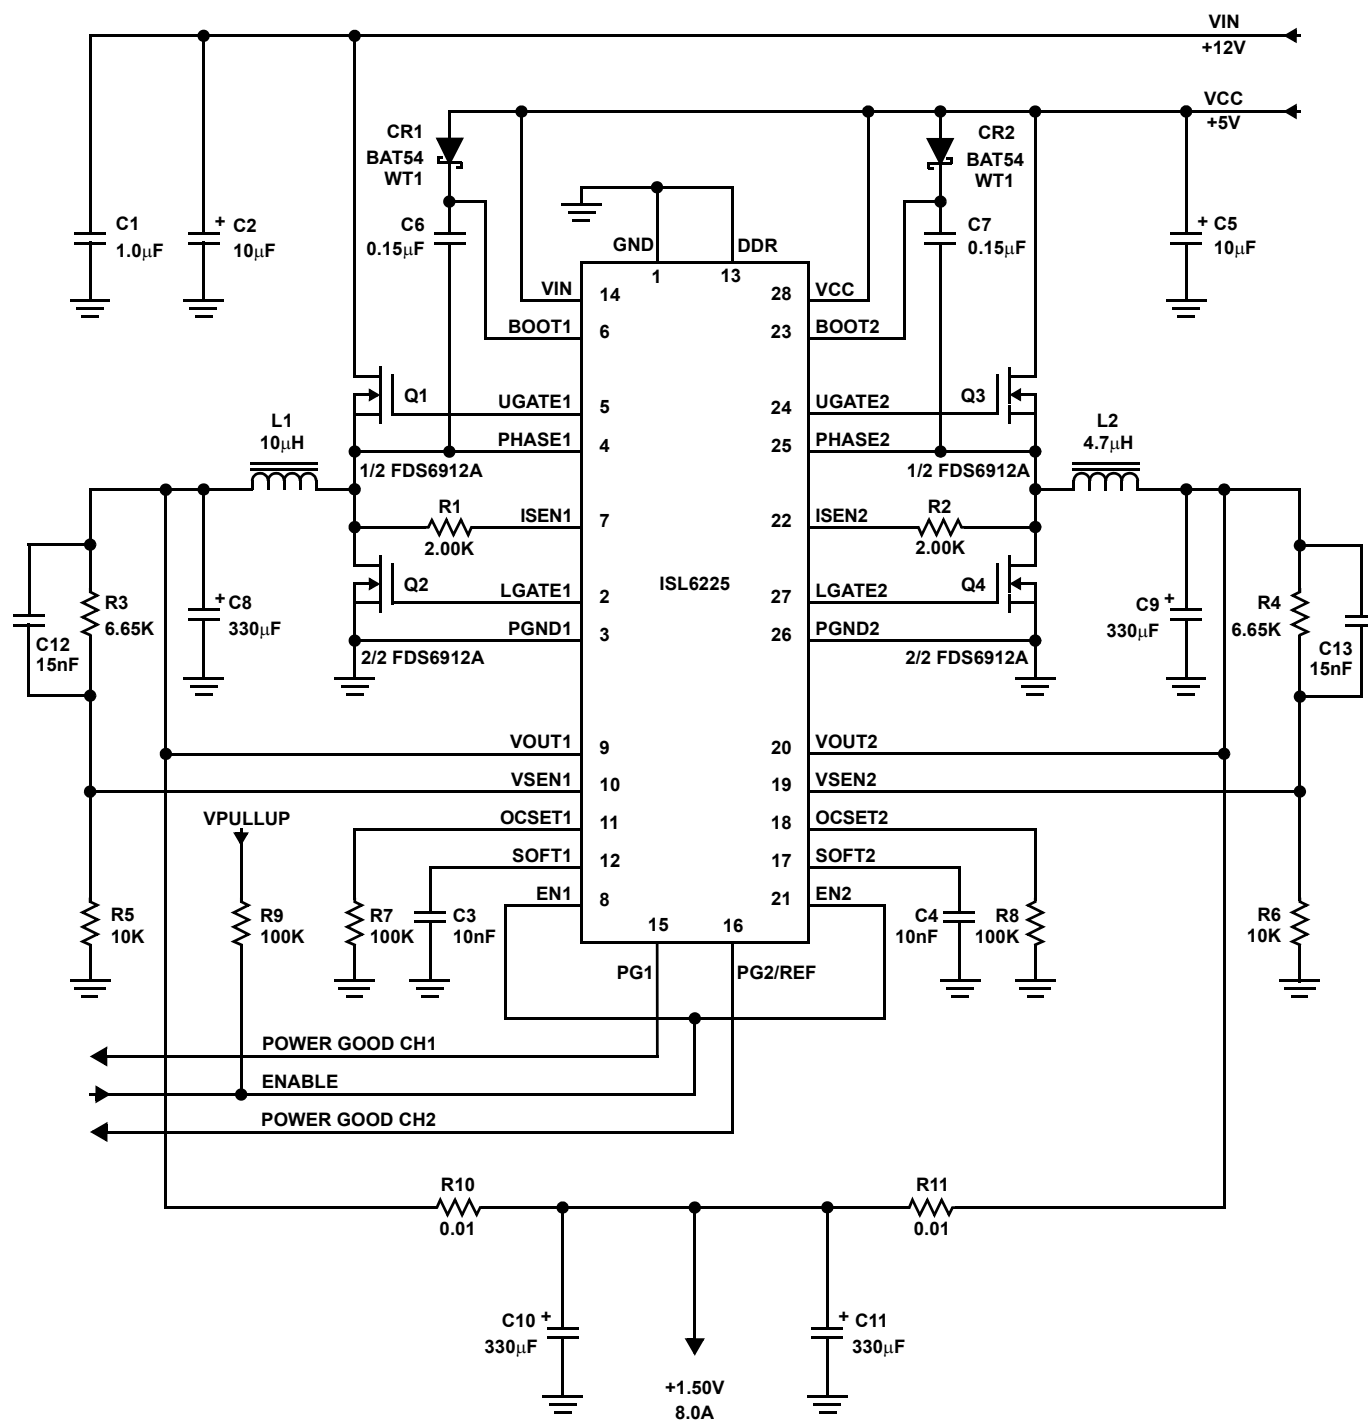 VIN
+12V
VCC
+5V
CR1
BAT54
WT1
CR2
BAT54
WT1
C1
1.0µF
+ C2
10µF
C6
0.15µF
C7
0.15µF
+ C5
10µF
GND
DDR
1
13
VIN
14
28
VCC
BOOT1
6
23
BOOT2
Q1
UGATE1
5
24
UGATE2
Q3
L1
10µH
PHASE1
4
25
PHASE2
L2
4.7µH
1/2 FDS6912A
1/2 FDS6912A
R1
2.00K
ISEN1
7
22
ISEN2
R2
2.00K
ISL6225
Q2
LGATE1
2
27
LGATE2
Q4
R3
6.65K
+ C8
330µF
C9 +
330µF
R4
6.65K
PGND1
3
26
PGND2
C12
15nF
C13
15nF
2/2 FDS6912A
2/2 FDS6912A
VOUT1
9
20
VOUT2
VSEN1
10
19
VSEN2
VPULLUP
OCSET1
11
18
OCSET2
SOFT1
12
17
SOFT2
EN1
8
21
EN2
R5
10K
R9
100K
R7
100K
C3
10nF
15
16
C4
10nF
R8
100K
R6
10K
PG1
PG2/REF
POWER GOOD CH1
ENABLE
POWER GOOD CH2
R10
0.01
R11
0.01
C10 +
330µF
+ C11
330µF
+1.50V
8.0A